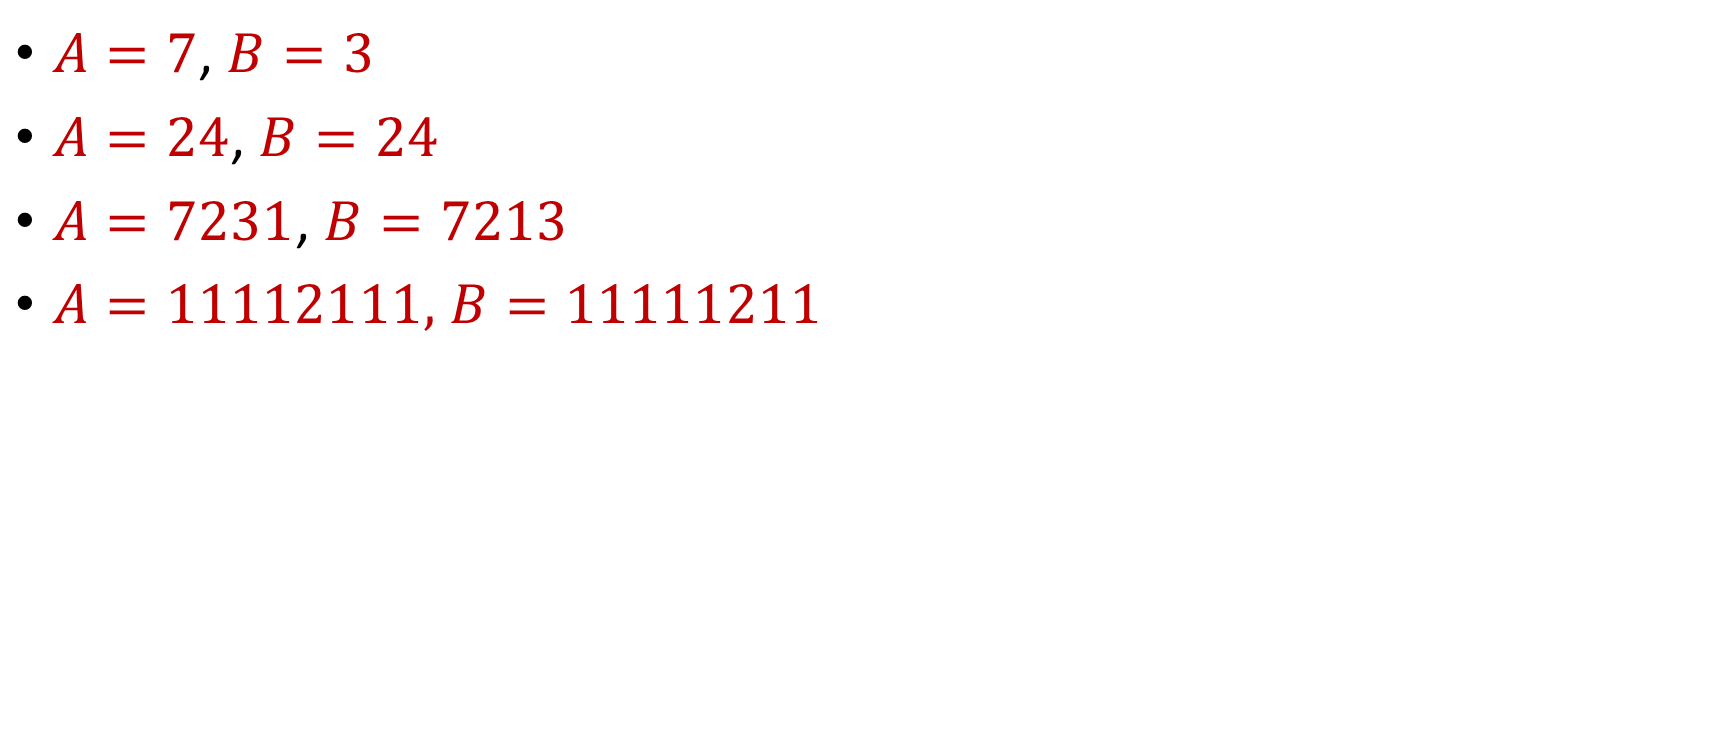 • A = 7, B = 3
• A = 24, B = 24
• A = 7231, B = 7213
• A = 11112111, B = 11111211